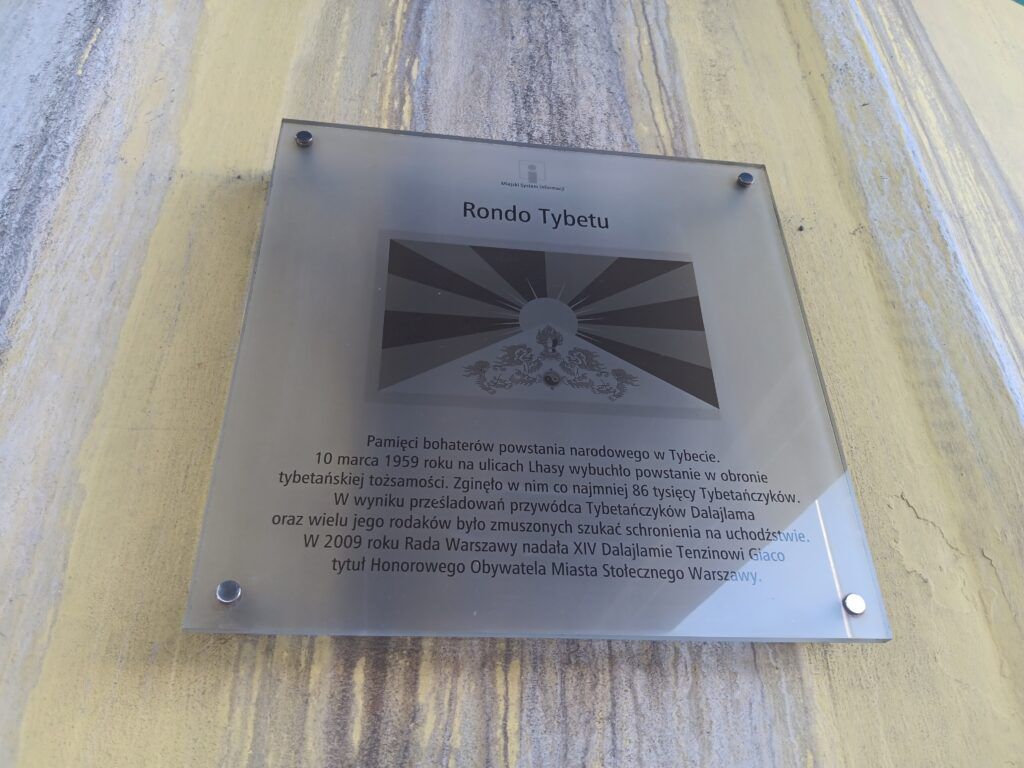 Miejski System Informacji
Rondo Tybetu
Pamięci bohaterów powstania narodowego w Tybecie.
10 marca 1959 roku na ulicach Lhasy wybuchło powstanie w obronie
tybetańskiej tożsamości. Zginęło w nim co najmniej 86 tysięcy Tybetańczyków.
W wyniku prześladowań przywódca Tybetańczyków Dalajlama
oraz wielu jego rodaków było zmuszonych szukać schronienia na uchodźstwie.
W 2009 roku Rada Warszawy nadała XIV Dalajlamie Tenzinowi Giaco
tytuł Honorowego Obywatela Miasta Stołecznego Warszawy.